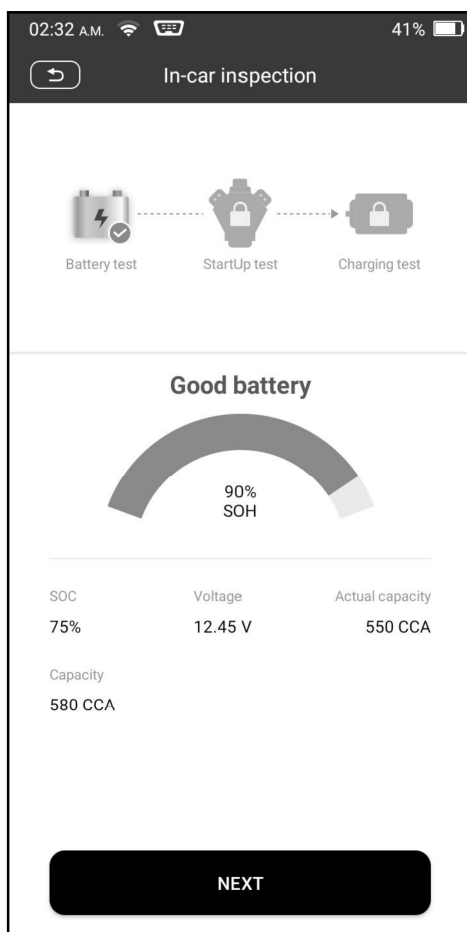 02:32 A.M. 41%
In-car inspection
Battery test StartUp test Charging test
Good battery
90%
SOH
SOC Voltage Actual capacity
75% 12.45 V 550 CCA
Capacity
580 CCA
NEXT